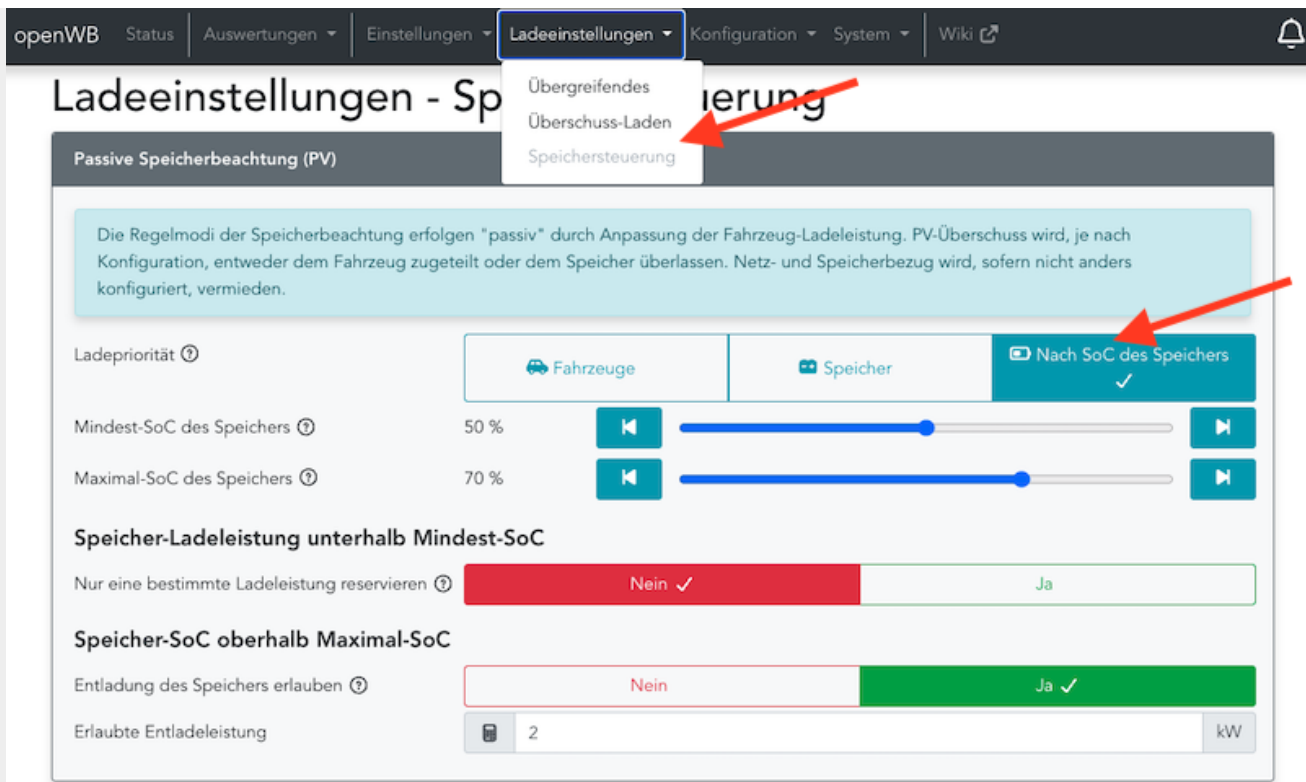 openWB Status Auswertungen Einstellungen Ladeeinstellungen Konfiguration System Wiki
Übergreifendes
Überschuss-Laden
Speichersteuerung
Ladeeinstellungen - Sp uerung
Passive Speicherbeachtung (PV)
Die Regelmodi der Speicherbeachtung erfolgen "passiv" durch Anpassung der Fahrzeug-Ladeleistung. PV-Überschuss wird, je nach
Konfiguration, entweder dem Fahrzeug zugeteilt oder dem Speicher überlassen. Netz- und Speicherbezug wird, sofern nicht anders
konfiguriert, vermieden.
Ladepriorität Fahrzeuge Speicher Nach SoC des Speichers
Mindest-SoC des Speichers 50 %
Maximal-SoC des Speichers 70 %
Speicher-Ladeleistung unterhalb Mindest-SoC
Nur eine bestimmte Ladeleistung reservieren Nein Ja
Speicher-SoC oberhalb Maximal-SoC
Entladung des Speichers erlauben Nein Ja
Erlaubte Entladeleistung 2 kW